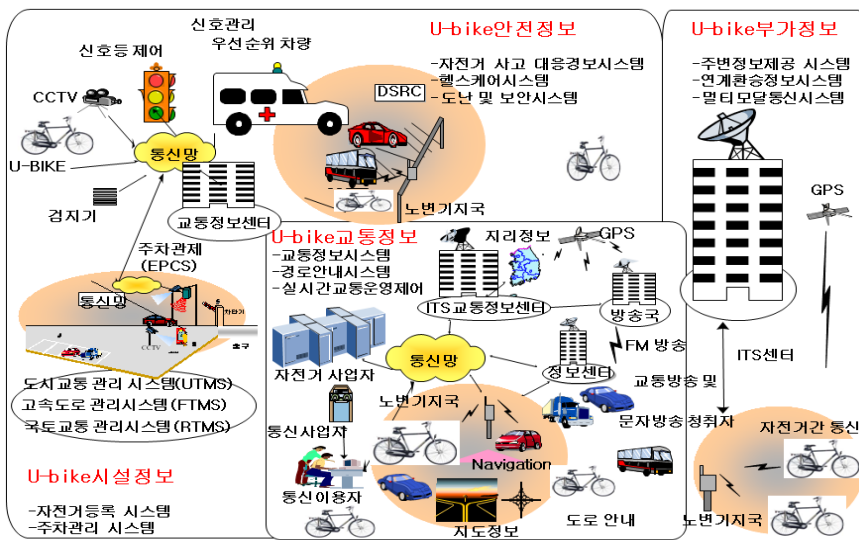 U-bike안전정보
-자전거 사고 대응경보시스템
-헬스케어시스템
-도난 및 보안시스템
신호관리
우선순위 차량
신호등제어
CCTV
U-BIKE
통신망
검지기
교통정보센터
DSRC
노변기지국
주차관제
(EPCS)
통신망
차단기
CCTV
출구
도시교통 관리 시스템(UTMS)
고속도로 관리시스템(FTMS)
국토교통 관리시스템(RTMS)
U-bike시설정보
-자전거등록 시스템
-주차관리 시스템
U-bike교통정보
-교통정보시스템
-경로안내시스템
-실시간교통운영제어
지리정보
GPS
ITS교통정보센터
방송국
FM 방송
자전거 사업자
통신망
정보센터
교통방송 및
문자방송 청취자
노변기지국
통신사업자
통신이용자
Navigation
지도정보
도로 안내
U-bike부가정보
-주변정보제공 시스템
-연계환승정보시스템
-멀티모달통신시스템
GPS
ITS센터
자전거간 통신
노변기지국